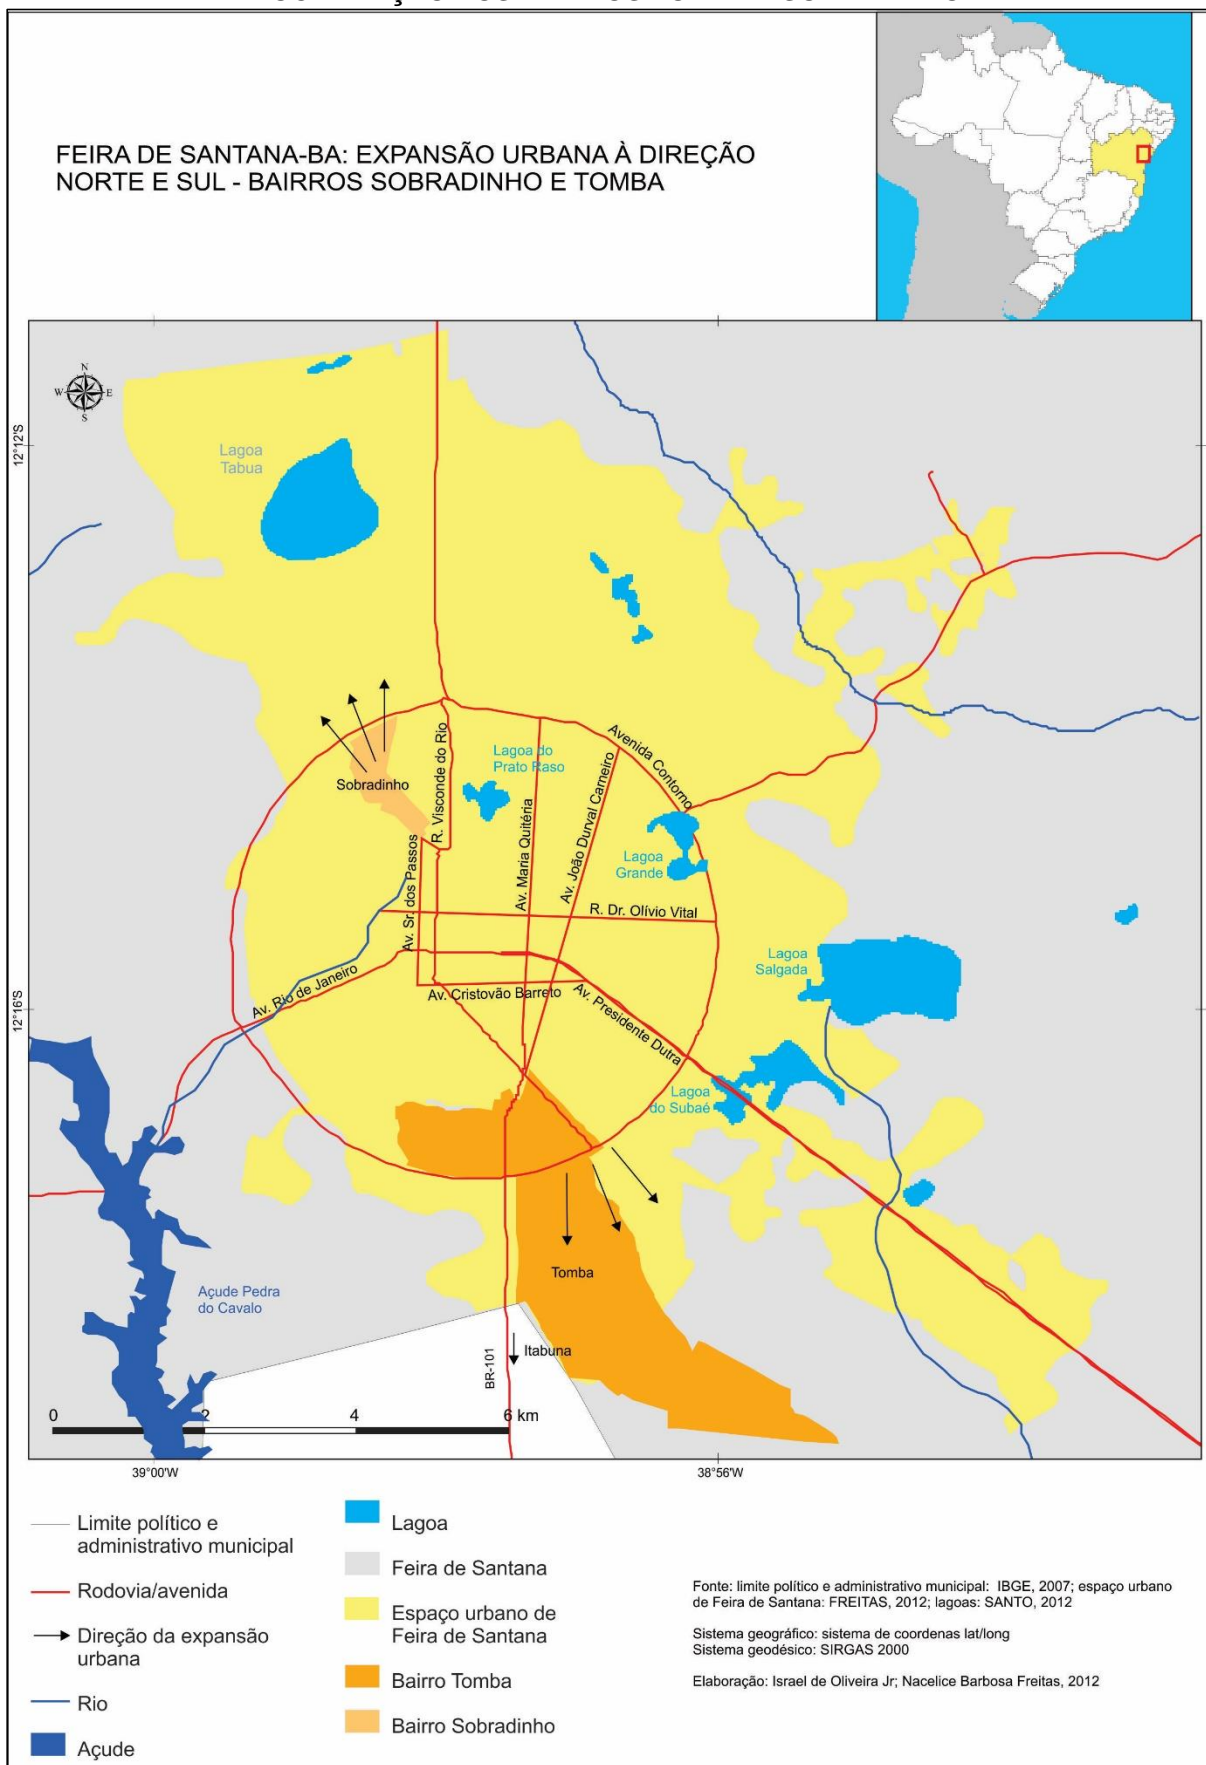 FEIRA DE SANTANA-BA: EXPANSÃO URBANA À DIREÇÃO
NORTE E SUL - BAIRROS SOBRADINHO E TOMBA
N
W
E
S
12°12'S
12°16'S
Lagoa
Tabua
Sobradinho
R. Visconde do Rio
Lagoa do
Prato Raso
Av. Maria Quitéria
Av. João Durval Carneiro
Avenida Contorno
Lagoa
Grande
Av. Sr. dos Passos
R. Dr. Olívio Vital
Lagoa
Salgada
Av. Rio de Janeiro
Av. Cristovão Barreto
Av. Presidente Dutra
Lagoa
do Subaé
Tomba
Açude Pedra
do Cavalo
BR-101
Itabuna
0
2
4
6 km
39°00'W
38°56'W
Limite político e
administrativo municipal
Rodovia/avenida
Direção da expansão
urbana
Rio
Açude
Lagoa
Feira de Santana
Espaço urbano de
Feira de Santana
Bairro Tomba
Bairro Sobradinho
Fonte: limite político e administrativo municipal: IBGE, 2007; espaço urbano
de Feira de Santana: FREITAS, 2012; lagoas: SANTO, 2012
Sistema geográfico: sistema de coordenas lat/long
Sistema geodésico: SIRGAS 2000
Elaboração: Israel de Oliveira Jr; Nacelice Barbosa Freitas, 2012